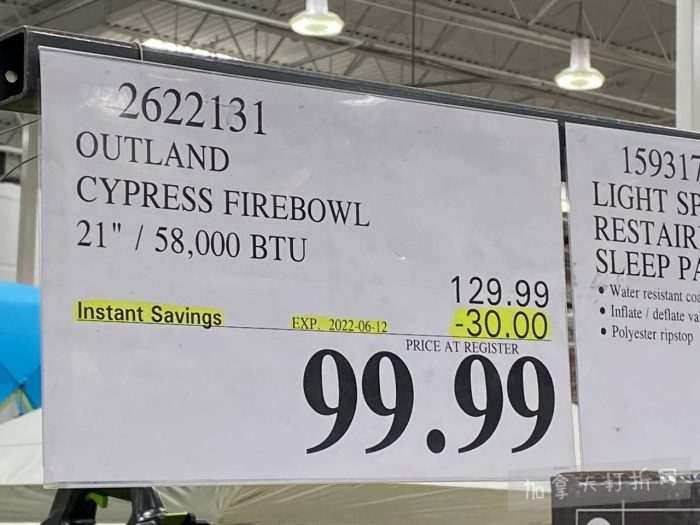 2622131
OUTLAND
CYPRESS FIREBOWL
21" / 58,000 BTU
129.99
Instant Savings EXP. 2022-06-12 -30.00
PRICE AT REGISTER
99.99
159317
LIGHT SP
RESTAIR
SLEEP PA
• Water resistant coa
• Inflate / deflate va
• Polyester ripstop
加拿大打折网